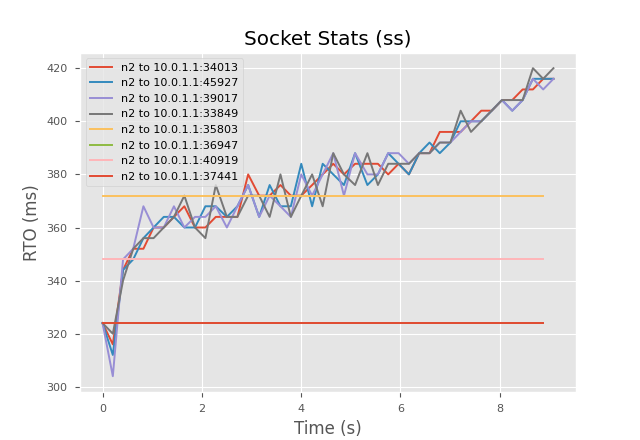 Socket Stats (ss)
n2 to 10.0.1.1:34013
n2 to 10.0.1.1:45927
n2 to 10.0.1.1:39017
n2 to 10.0.1.1:33849
n2 to 10.0.1.1:35803
n2 to 10.0.1.1:36947
n2 to 10.0.1.1:40919
n2 to 10.0.1.1:37441
RTO (ms)
420
400
380
360
340
320
300
0 2 4 6 8
Time (s)